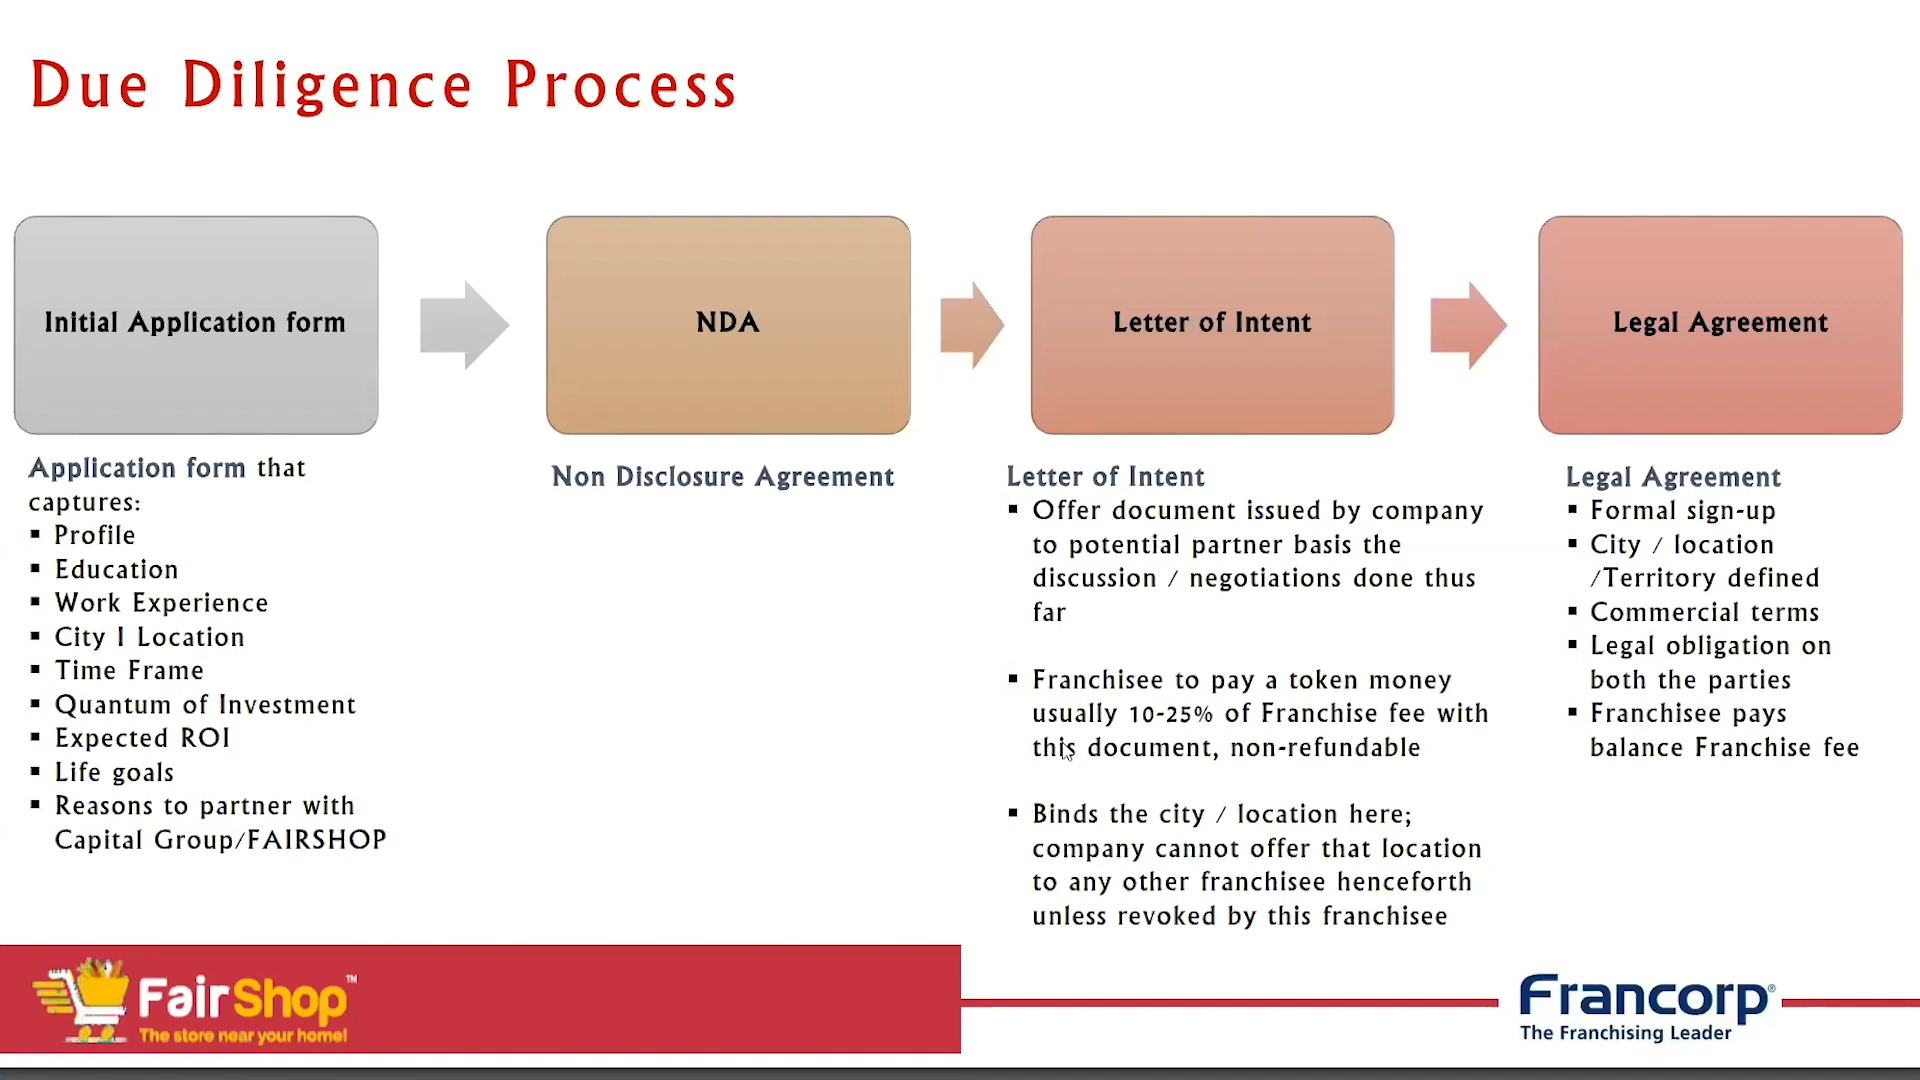 Due Diligence Process
Initial Application form
NDA
Letter of Intent
Legal Agreement
Application form that
captures:
▪ Profile
▪ Education
▪ Work Experience
▪ City I Location
▪ Time Frame
▪ Quantum of Investment
▪ Expected ROI
▪ Life goals
▪ Reasons to partner with
Capital Group/FAIRSHOP
Non Disclosure Agreement
Letter of Intent
▪ Offer document issued by company
to potential partner basis the
discussion / negotiations done thus
far
▪ Franchisee to pay a token money
usually 10-25% of Franchise fee with
this document, non-refundable
▪ Binds the city / location here;
company cannot offer that location
to any other franchisee henceforth
unless revoked by this franchisee
Legal Agreement
▪ Formal sign-up
▪ City / location
/Territory defined
▪ Commercial terms
▪ Legal obligation on
both the parties
▪ Franchisee pays
balance Franchise fee
FairShop™
The store near your home!
Francorp®
The Franchising Leader